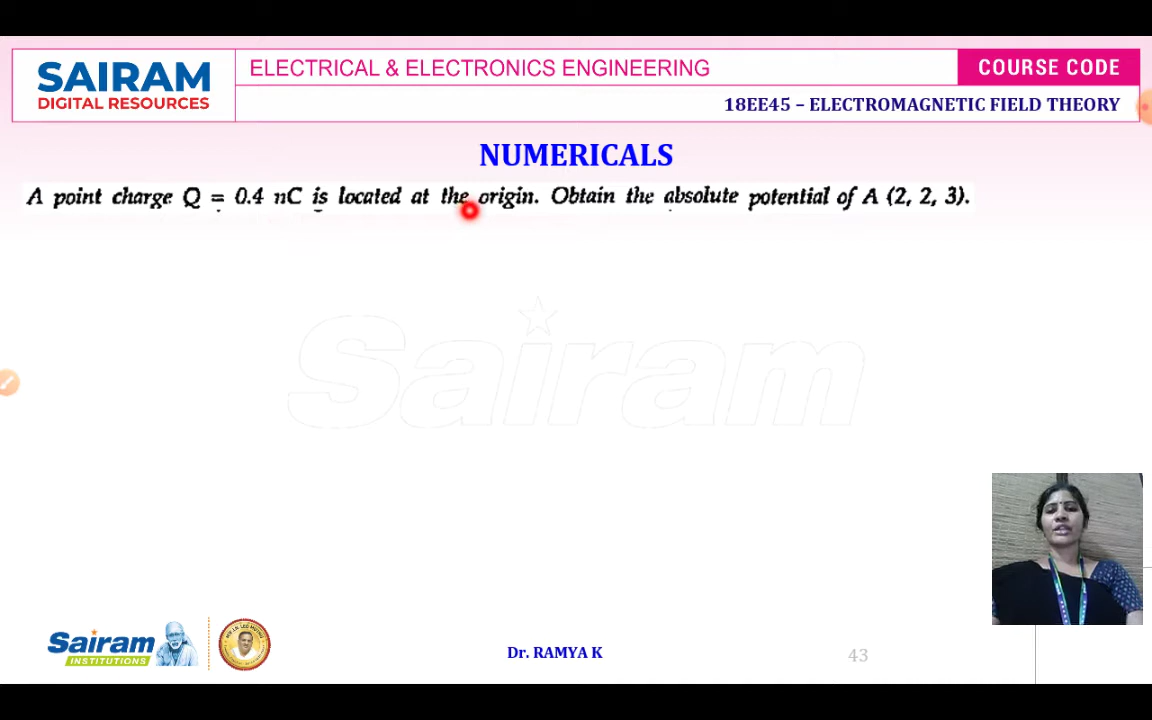 SAIRAM
DIGITAL RESOURCES
ELECTRICAL & ELECTRONICS ENGINEERING
COURSE CODE
18EE45 – ELECTROMAGNETIC FIELD THEORY
NUMERICALS
A point charge Q = 0.4 nC is located at the origin. Obtain the absolute potential of A (2, 2, 3).
Sairam
Sairam
INSTITUTIONS
Dr. RAMYA K
43